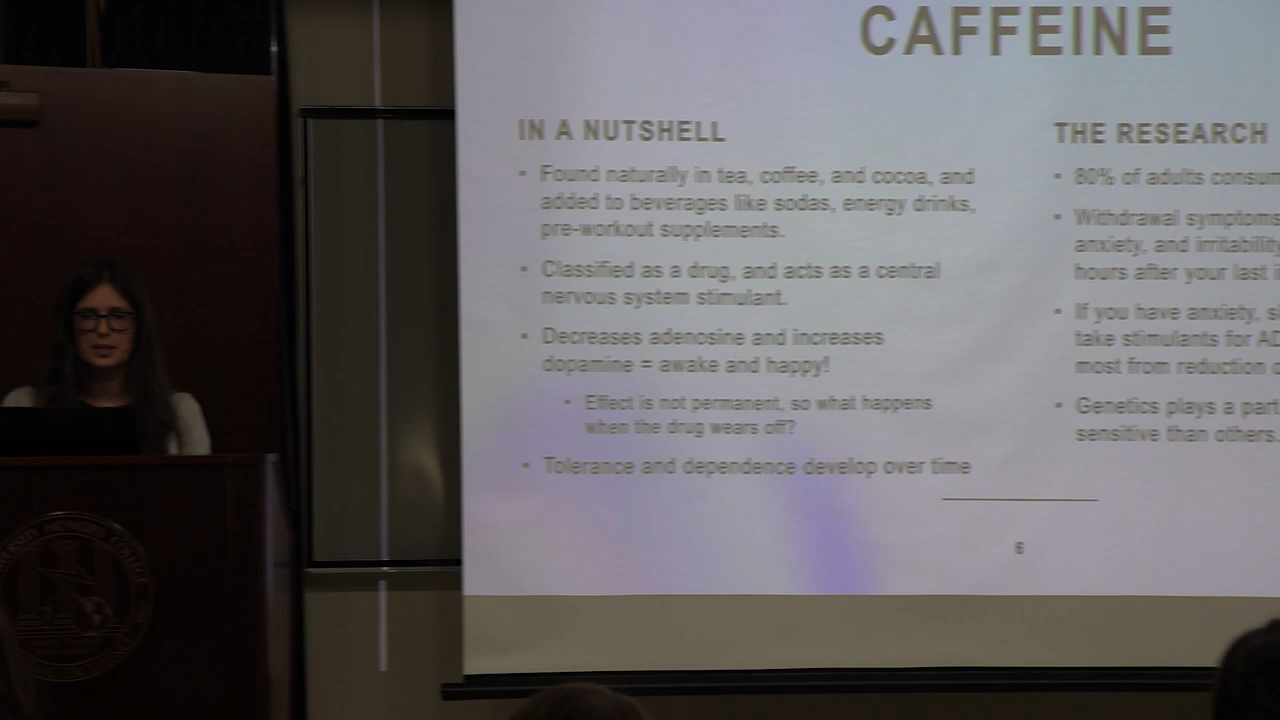 CAFFEINE
IN A NUTSHELL
• Found naturally in tea, coffee, and cocoa, and
added to beverages like sodas, energy drinks,
pre-workout supplements.
• Classified as a drug, and acts as a central
nervous system stimulant.
• Decreases adenosine and increases
dopamine = awake and happy!
• Effect is not permanent, so what happens
when the drug wears off?
• Tolerance and dependence develop over time
THE RESEARCH
• 80% of adults consum
• Withdrawal symptoms
anxiety, and irritability
hours after your last
• If you have anxiety, s
take stimulants for AD
most from reduction
• Genetics plays a part
sensitive than others.
6
HONORS COLLEGE